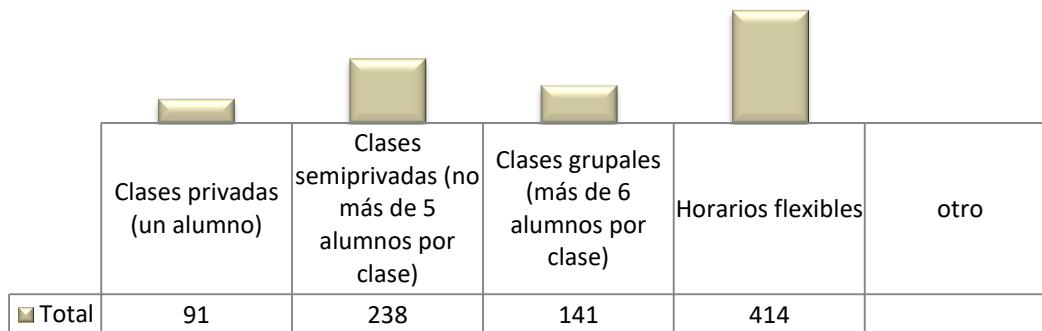 Clases privadas
(un alumno)
Clases
semiprivadas (no
más de 5
alumnos por
clase)
Clases grupales
(más de 6
alumnos por
clase)
Horarios flexibles
otro
Total 91 238 141 414